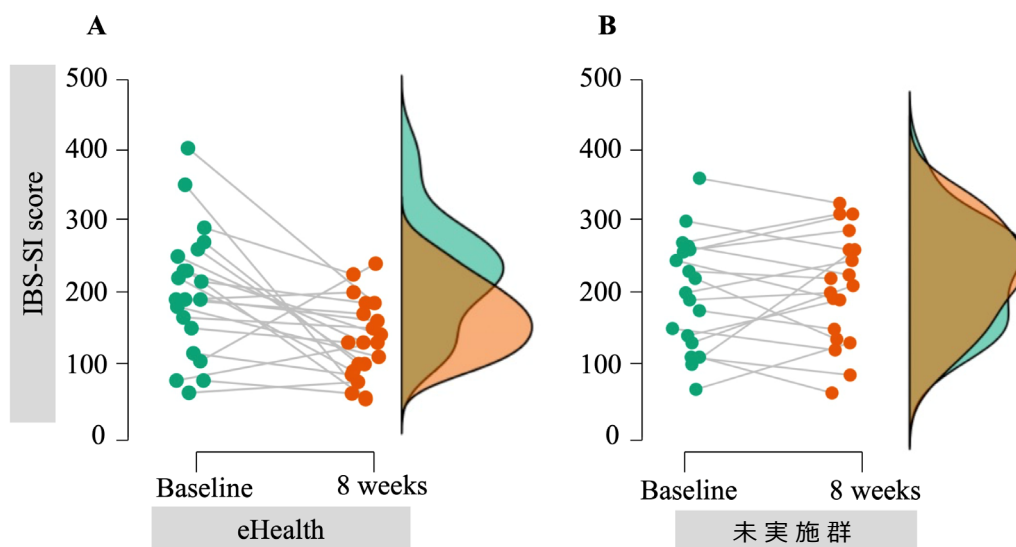 A
B
IBS-SI score
500
400
300
200
100
0
Baseline
8 weeks
eHealth
500
400
300
200
100
0
Baseline
8 weeks
未実施群